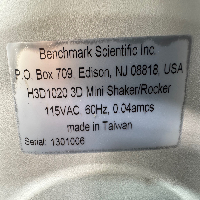 Benchmark Scientific Inc.
P.O. Box 709, Edison, NJ 08818, USA
H3D1020 3D Mini Shaker/Rocker
115VAC, 60Hz, 0.04amps
made in Taiwan
Serial: 1301006